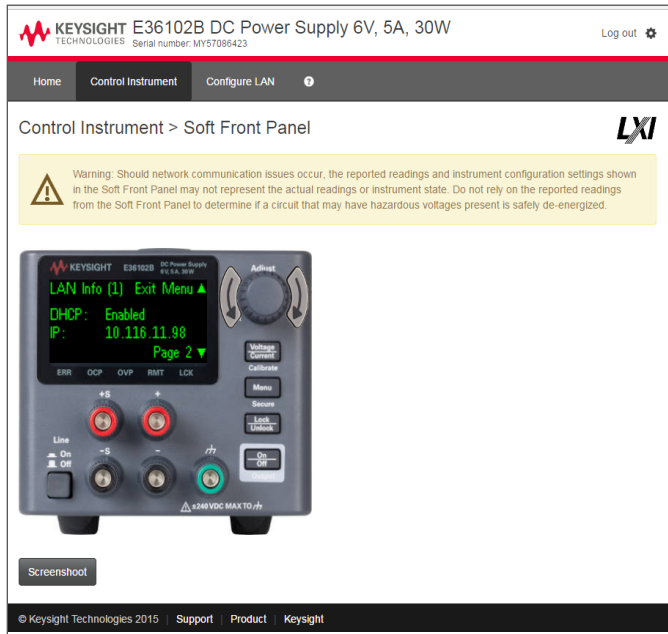 KEYSIGHT TECHNOLOGIES E36102B DC Power Supply 6V, 5A, 30W
Serial number: MY57086423
Log out
Home Control Instrument Configure LAN ?
Control Instrument > Soft Front Panel
LXI
Warning: Should network communication issues occur, the reported readings and instrument configuration settings shown
in the Soft Front Panel may not represent the actual readings or instrument state. Do not rely on the reported readings
from the Soft Front Panel to determine if a circuit that may have hazardous voltages present is safely de-energized.
KEYSIGHT E36102B DC Power Supply
6V, 5A, 30W
Adjust
LAN Info (1) Exit Menu ▲
DHCP: Enabled
IP: 10.116.11.98
Page 2 ▼
ERR OCP OVP RMT LCK
Voltage
Current
Calibrate
Menu
Secure
Lock
Unlock
On
Off
Output
+S +
Line
On
Off
-S -
⚠ ±240 VDC MAX TO
Screenshoot
© Keysight Technologies 2015 | Support | Product | Keysight